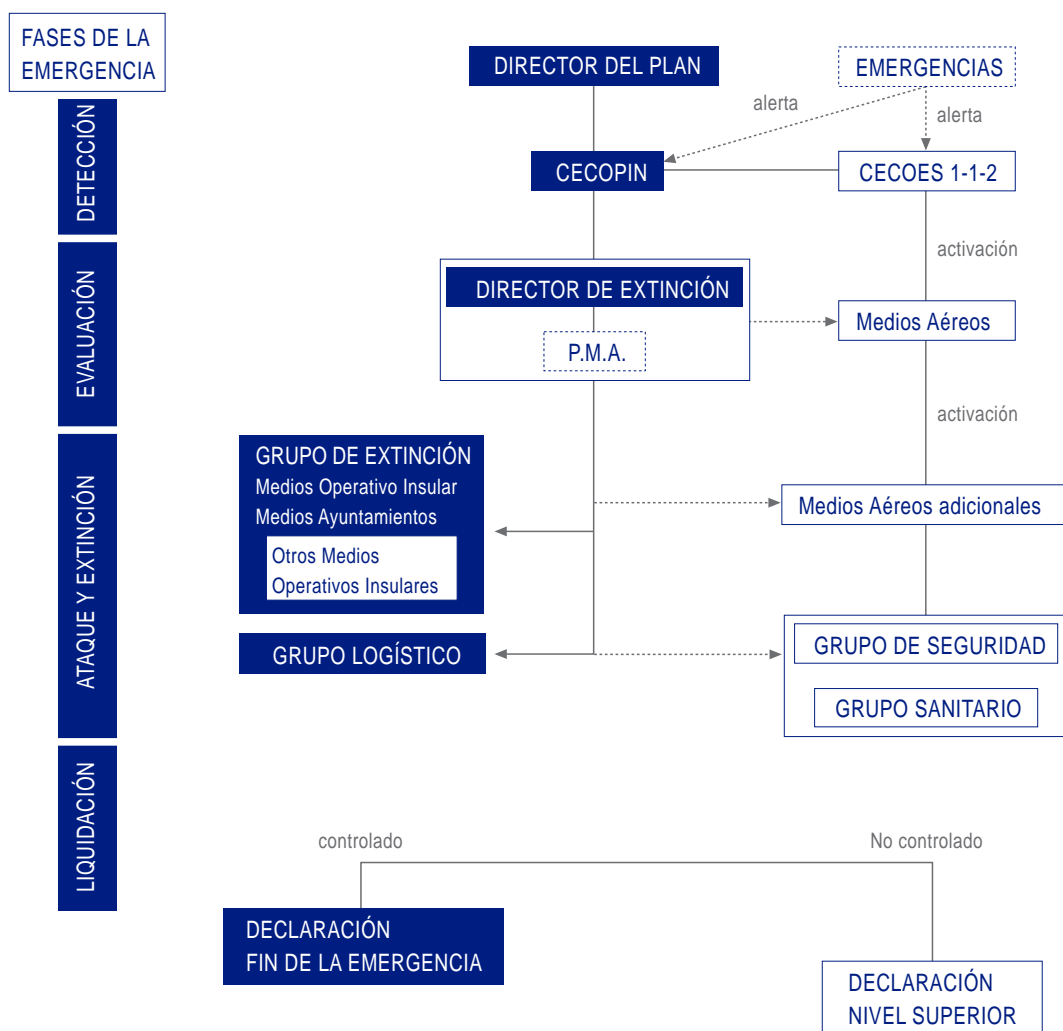 FASES DE LA
EMERGENCIA
DIRECTOR DEL PLAN
EMERGENCIAS
alerta
alerta
DETECCIÓN
CECOPIN
CECOES 1-1-2
activación
EVALUACIÓN
DIRECTOR DE EXTINCIÓN
Medios Aéreos
P.M.A.
activación
ATAQUE Y EXTINCIÓN
GRUPO DE EXTINCIÓN
Medios Operativo Insular
Medios Ayuntamientos
Otros Medios
Operativos Insulares
Medios Aéreos adicionales
GRUPO LOGÍSTICO
GRUPO DE SEGURIDAD
GRUPO SANITARIO
LIQUIDACIÓN
controlado
No controlado
DECLARACIÓN
FIN DE LA EMERGENCIA
DECLARACIÓN
NIVEL SUPERIOR